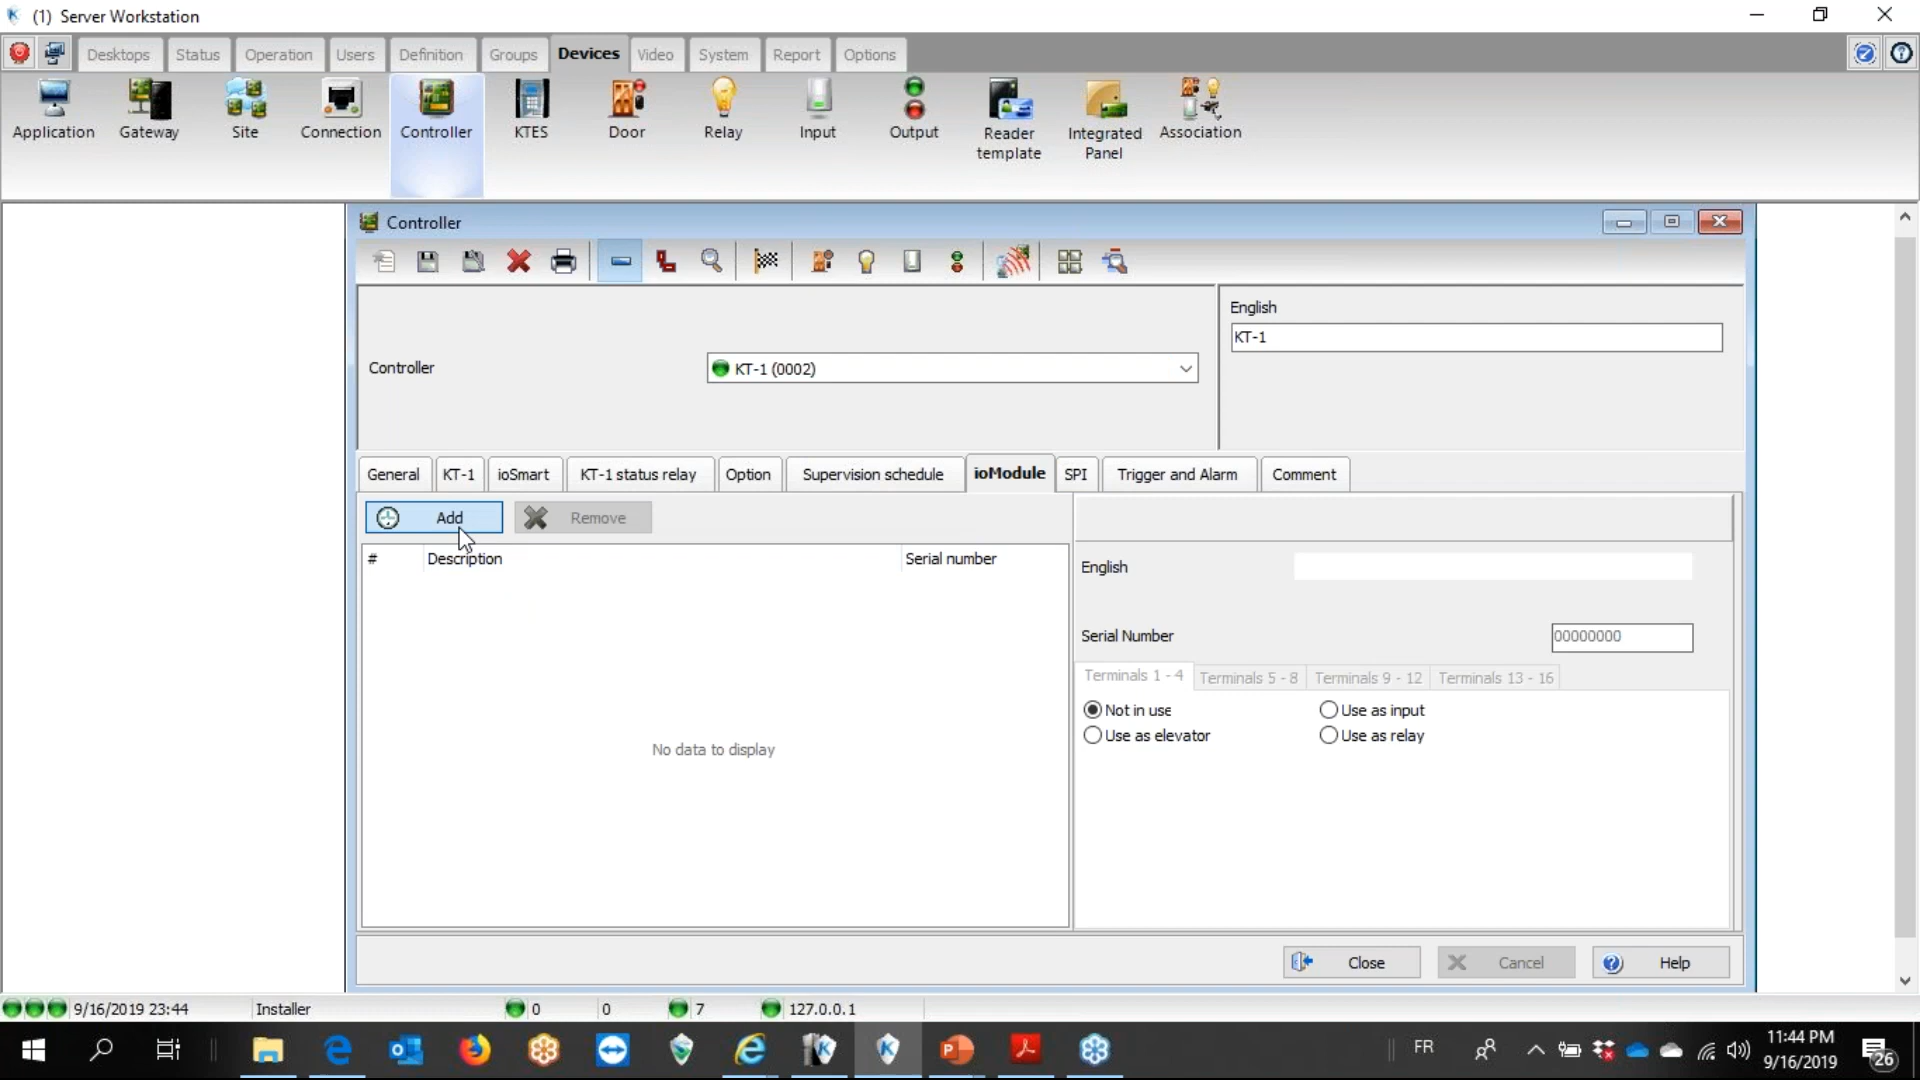 (1) Server Workstation
Desktops Status Operation Users Definition Groups Devices Video System Report Options
Application Gateway Site Connection Controller KTES Door Relay Input Output Reader template Integrated Panel Association
Controller
English
KT-1
Controller KT-1 (0002)
General KT-1 ioSmart KT-1 status relay Option Supervision schedule ioModule SPI Trigger and Alarm Comment
Add Remove
# Description Serial number
No data to display
English
Serial Number 00000000
Terminals 1 - 4 Terminals 5 - 8 Terminals 9 - 12 Terminals 13 - 16
Not in use Use as input
Use as elevator Use as relay
Close Cancel Help
9/16/2019 23:44 Installer 0 0 7 127.0.0.1
FR 11:44 PM
9/16/2019 26